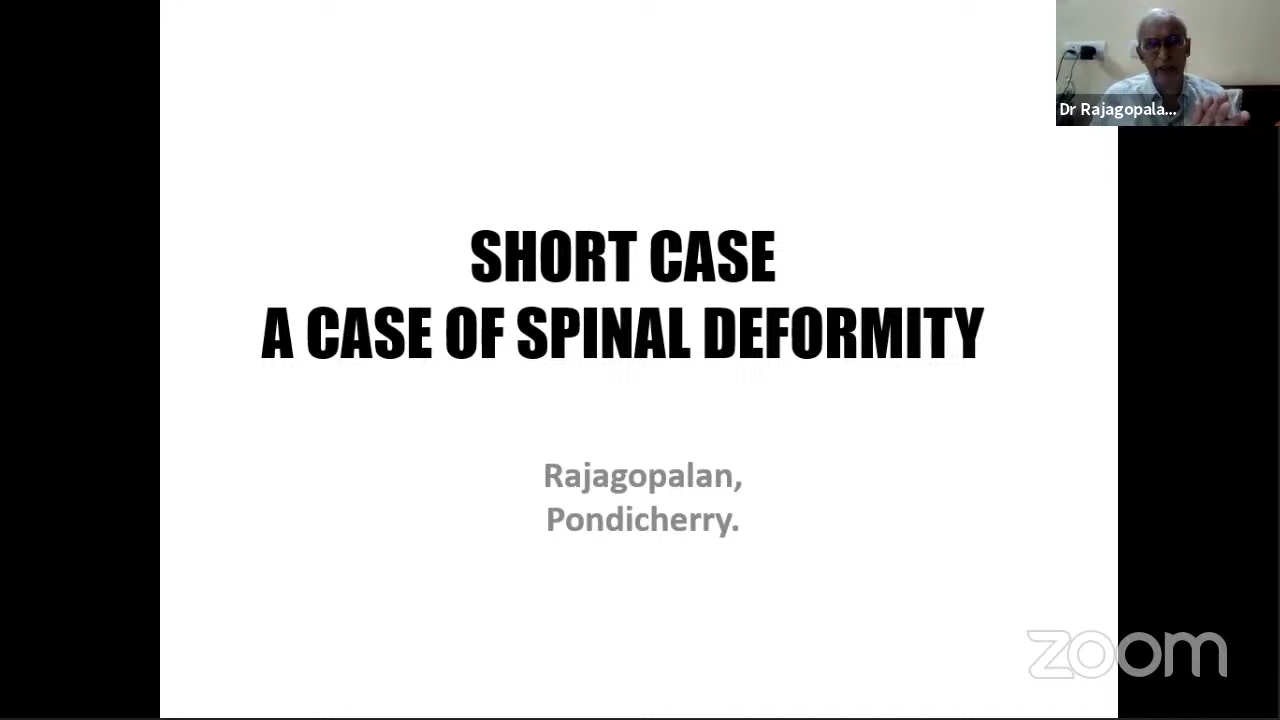 Dr Rajagopala...
SHORT CASE
A CASE OF SPINAL DEFORMITY
Rajagopalan,
Pondicherry.
zoom